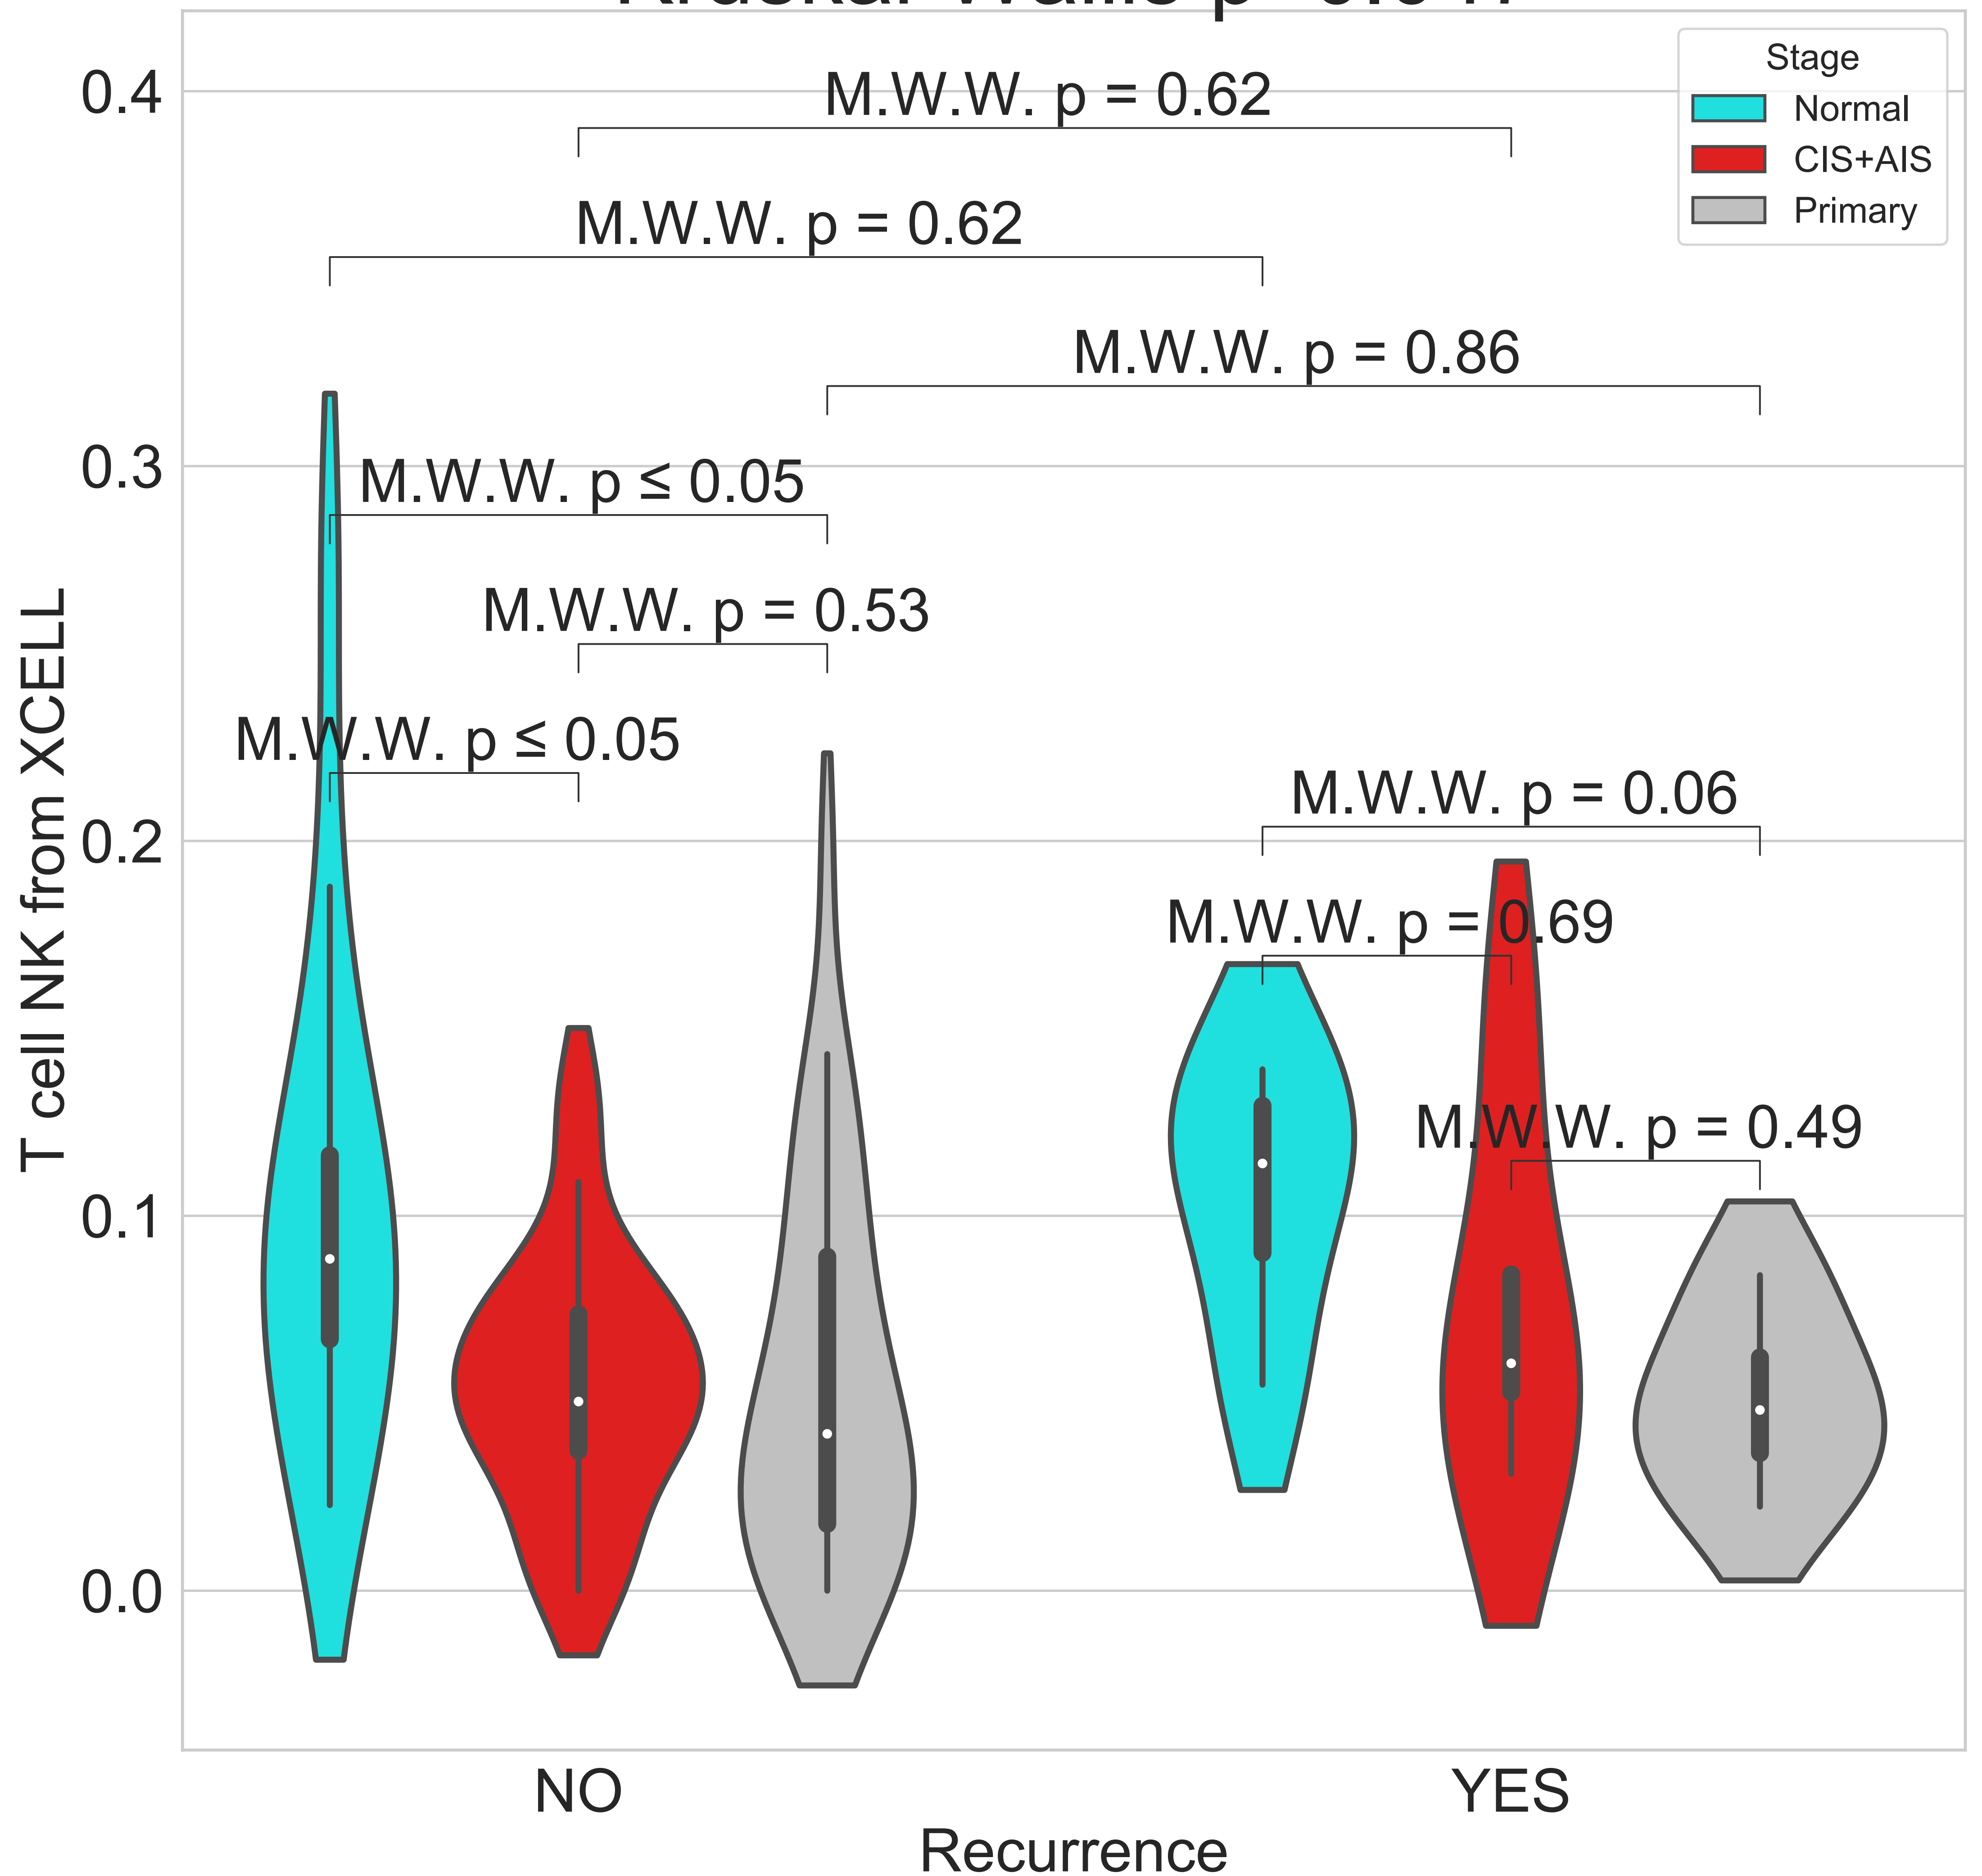 Stage
Normal
CIS+AIS
Primary
0.4
0.3
0.2
0.1
0.0
T cell NK from XCELL
M.W.W. p = 0.62
M.W.W. p = 0.62
M.W.W. p = 0.86
M.W.W. p ≤ 0.05
M.W.W. p = 0.53
M.W.W. p ≤ 0.05
M.W.W. p = 0.06
M.W.W. p = 0.69
M.W.W. p = 0.49
NO
YES
Recurrence